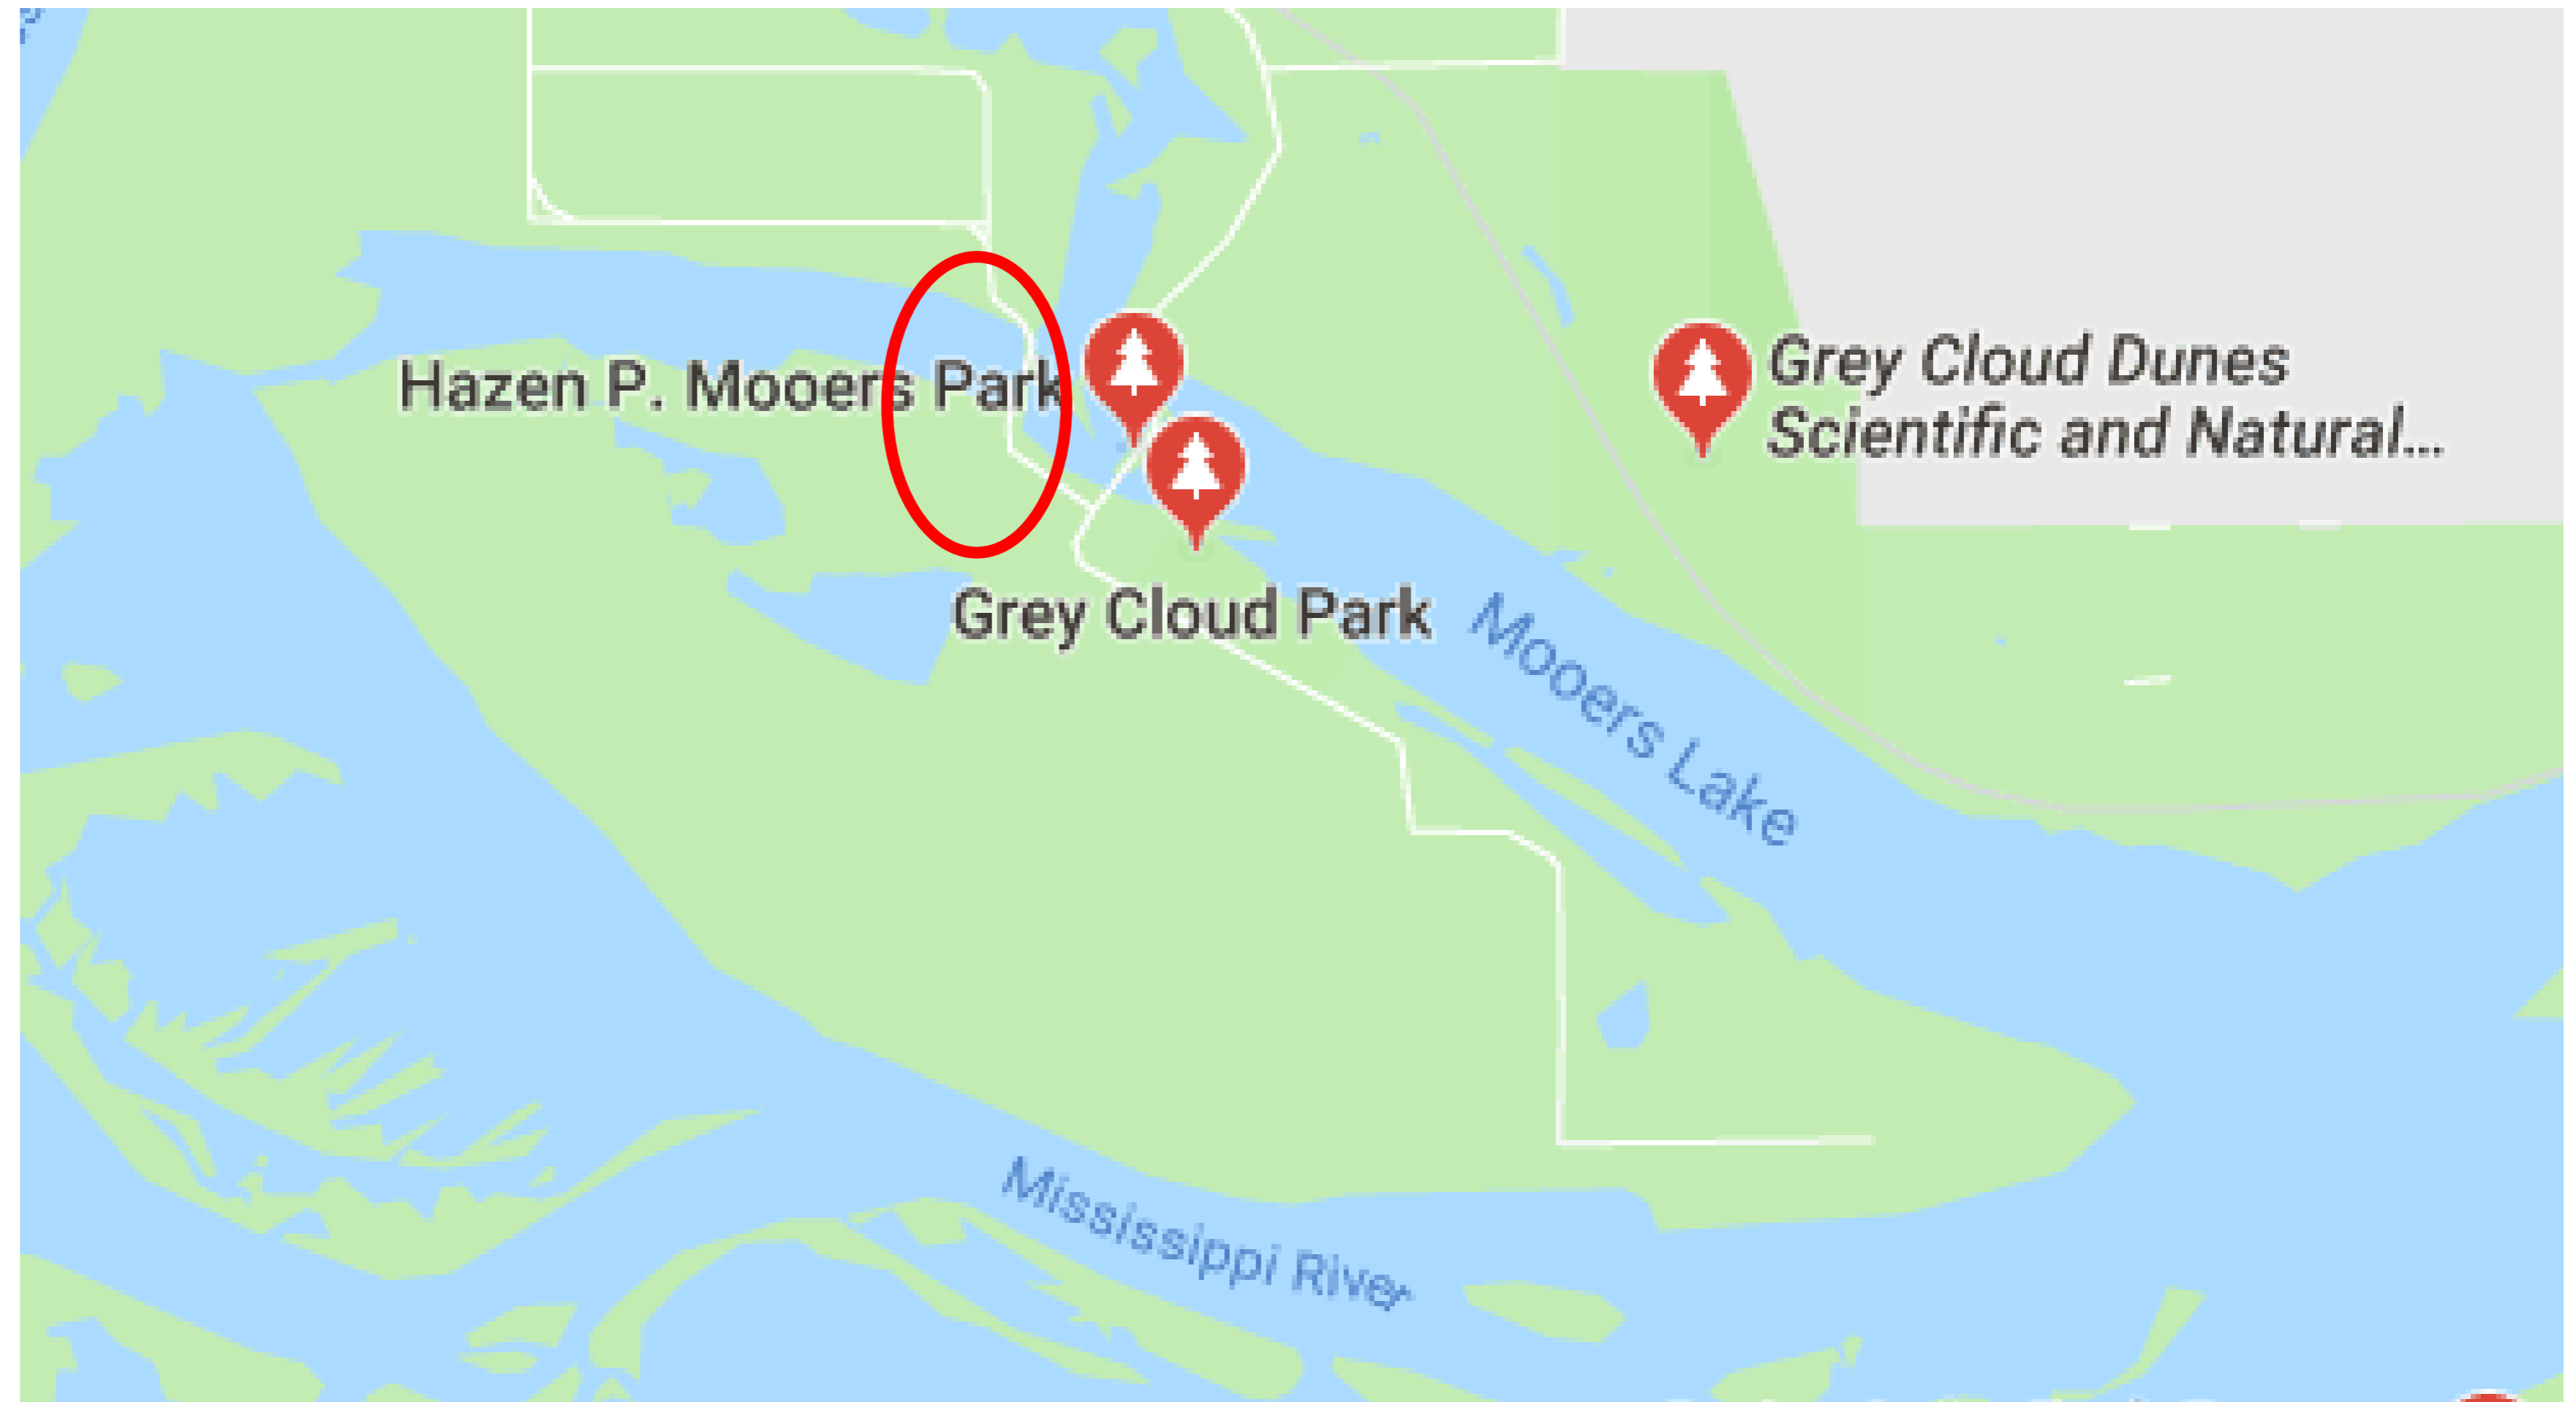 Hazen P. Mooers Park
Grey Cloud Dunes
Scientific and Natural...
Grey Cloud Park
Mooers Lake
Mississippi River